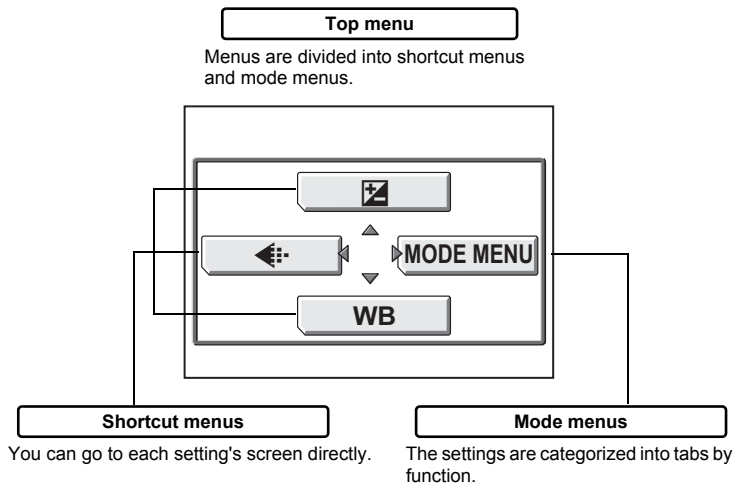 Top menu
Menus are divided into shortcut menus
and mode menus.
MODE MENU
WB
Shortcut menus
You can go to each setting's screen directly.
Mode menus
The settings are categorized into tabs by
function.